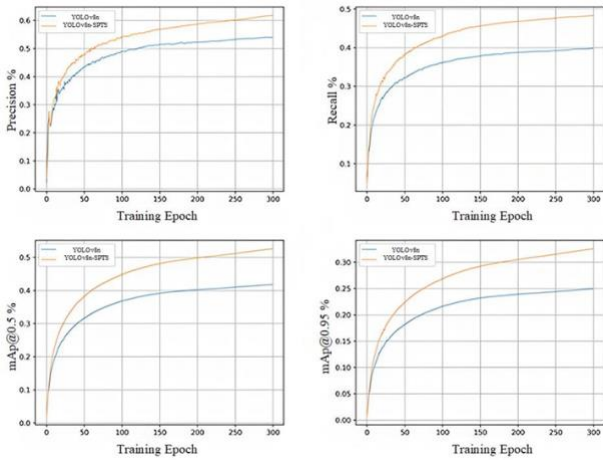 YOLOv8n
YOLOv8n-SPTS
Precision %
0.6
0.5
0.4
0.3
0.2
0.1
0.0
0 50 100 150 200 250 300
Training Epoch
YOLOv8n
YOLOv8n-SPTS
Recall %
0.5
0.4
0.3
0.2
0.1
0 50 100 150 200 250 300
Training Epoch
YOLOv8n
YOLOv8n-SPTS
mAp@0.5 %
0.5
0.4
0.3
0.2
0.1
0.0
0 50 100 150 200 250 300
Training Epoch
YOLOv8n
YOLOv8n-SPTS
mAp@0.95 %
0.30
0.25
0.20
0.15
0.10
0.05
0.00
0 50 100 150 200 250 300
Training Epoch